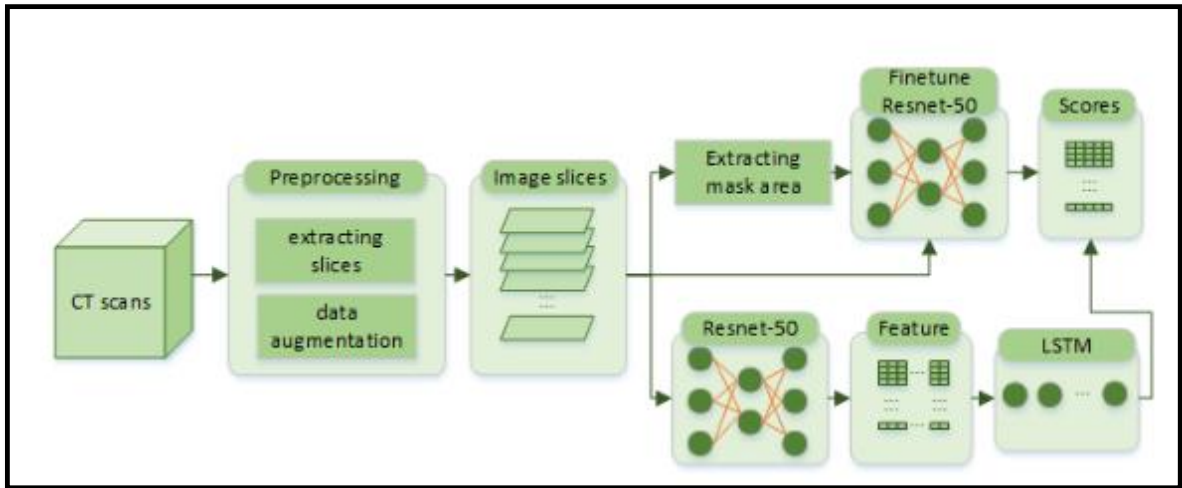 CT scans
Preprocessing
extracting
slices
data
augmentation
Image slices
Extracting
mask area
Finetune
Resnet-50
Scores
Resnet-50
Feature
LSTM